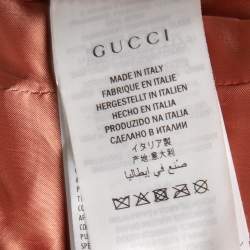 GUCCI
MADE IN ITALY
FABRIQUE EN ITALIE
HERGESTELLT IN ITALIEN
HECHO EN ITALIA
PRODUZIDO NA ITALIA
СДЕЛАНО В ИТАЛИИ
イタリア製
产地:意大利
صنع في إيطاليا